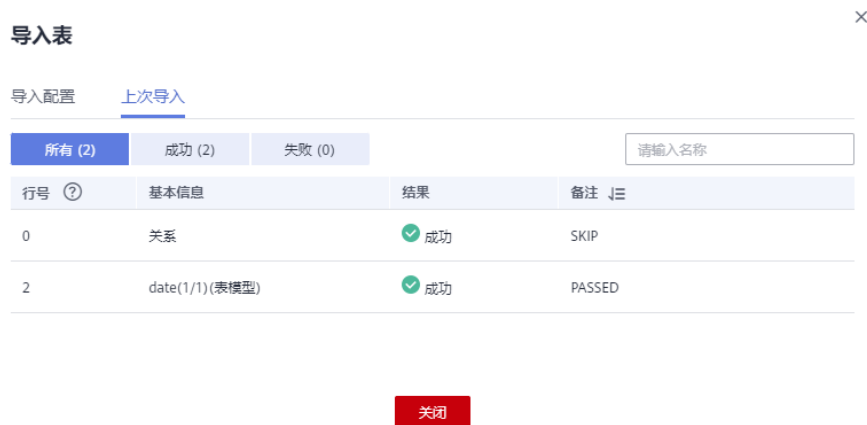 导入表
导入配置 上次导入
所有 (2) 成功 (2) 失败 (0) 请输入名称
行号 基本信息 结果 备注
0 关系 成功 SKIP
2 date(1/1)(表模型) 成功 PASSED
关闭